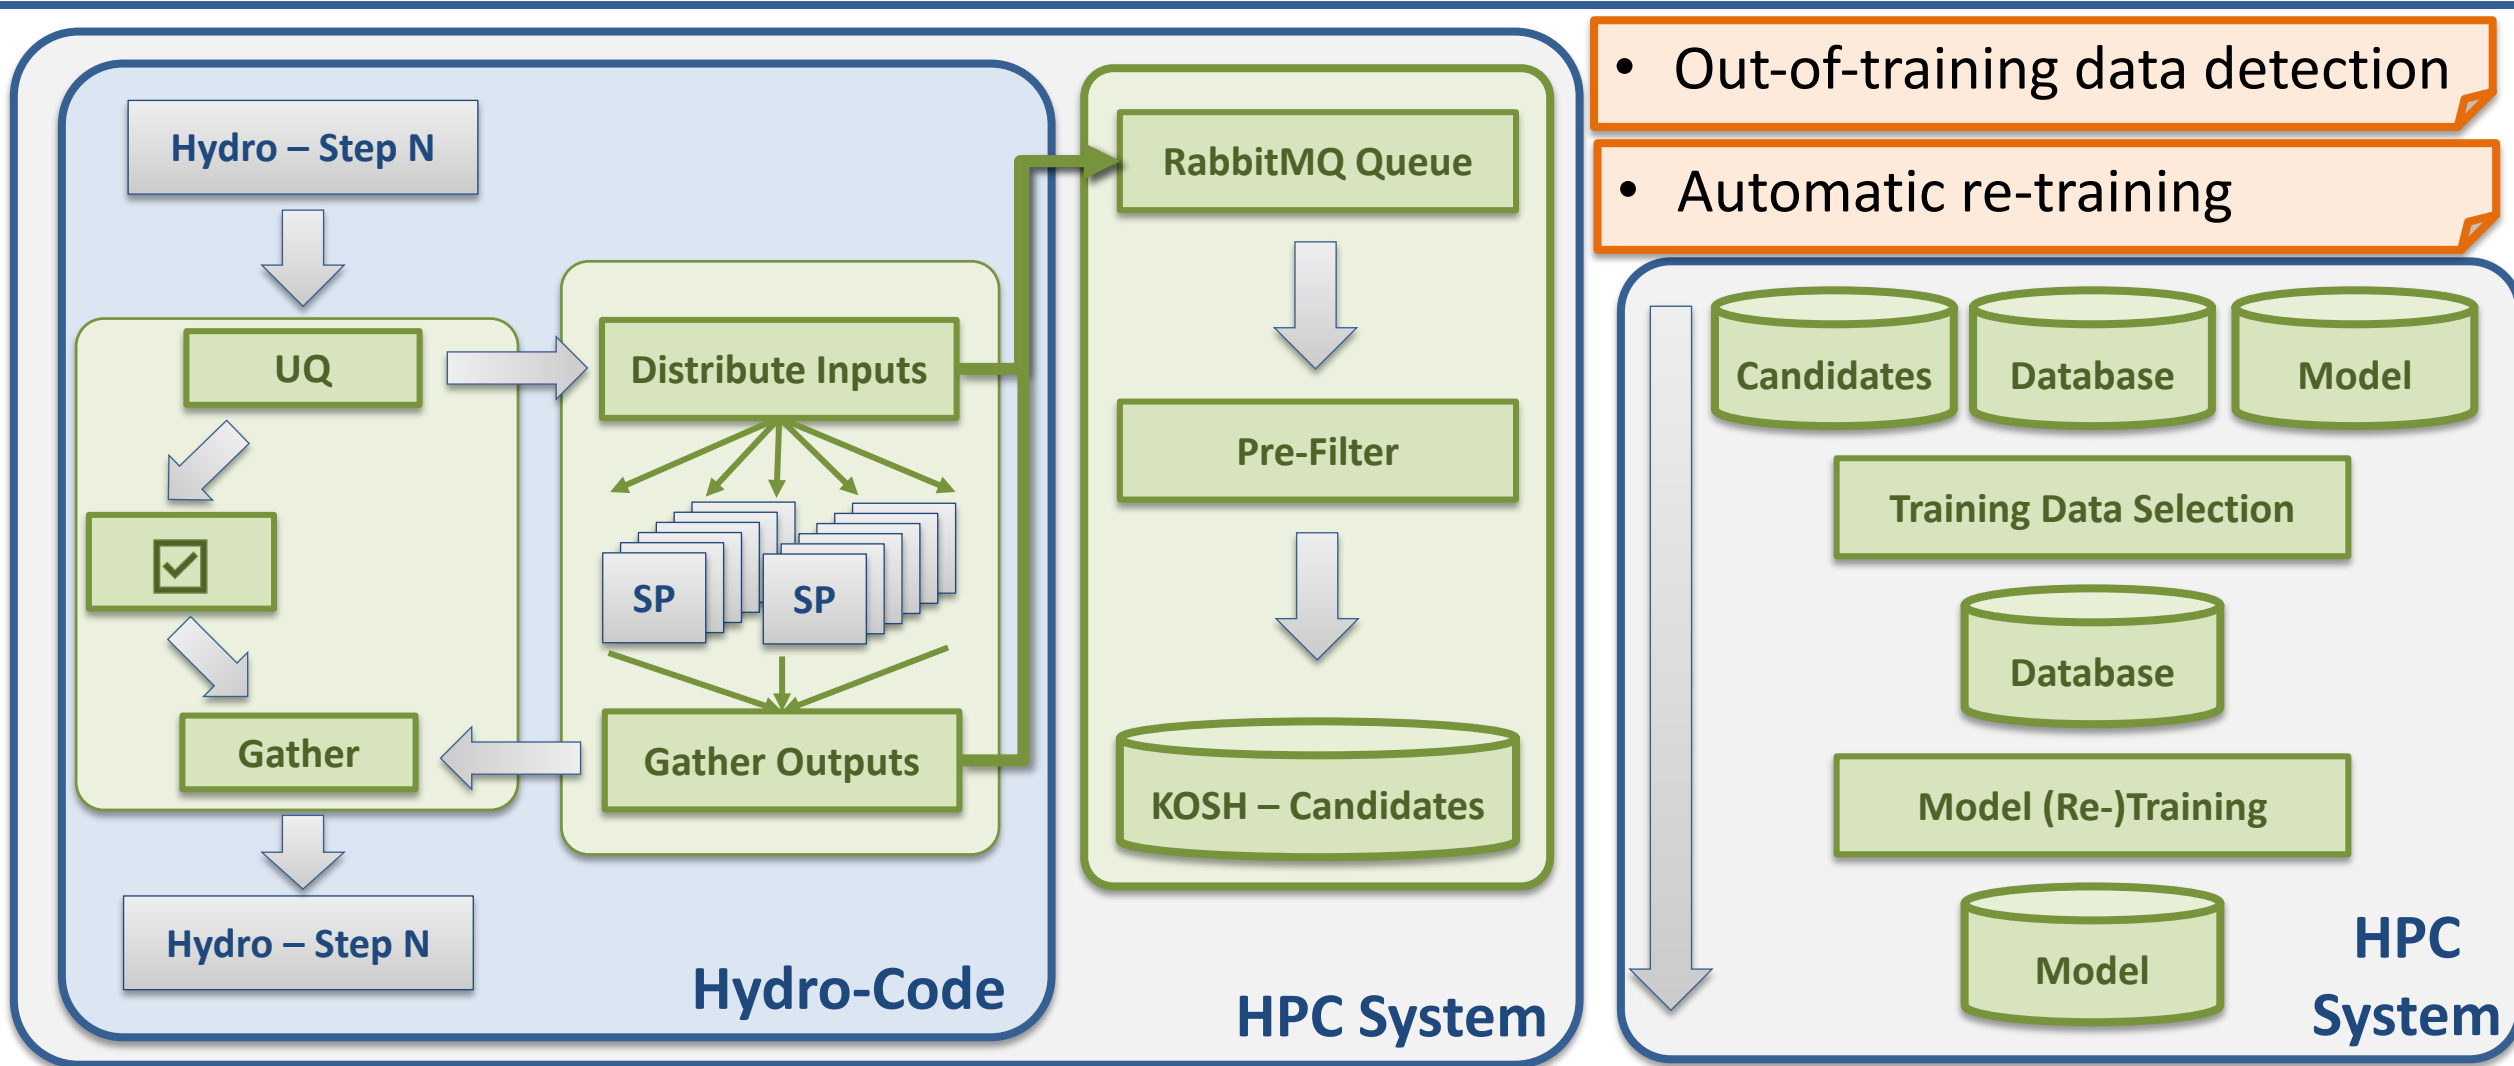 Hydro – Step N
UQ
Gather
Hydro – Step N
Distribute Inputs
SP
SP
Gather Outputs
Hydro-Code
RabbitMQ Queue
Pre-Filter
KOSH – Candidates
HPC System
• Out-of-training data detection
• Automatic re-training
Candidates
Database
Model
Training Data Selection
Database
Model (Re-)Training
Model
HPC
System